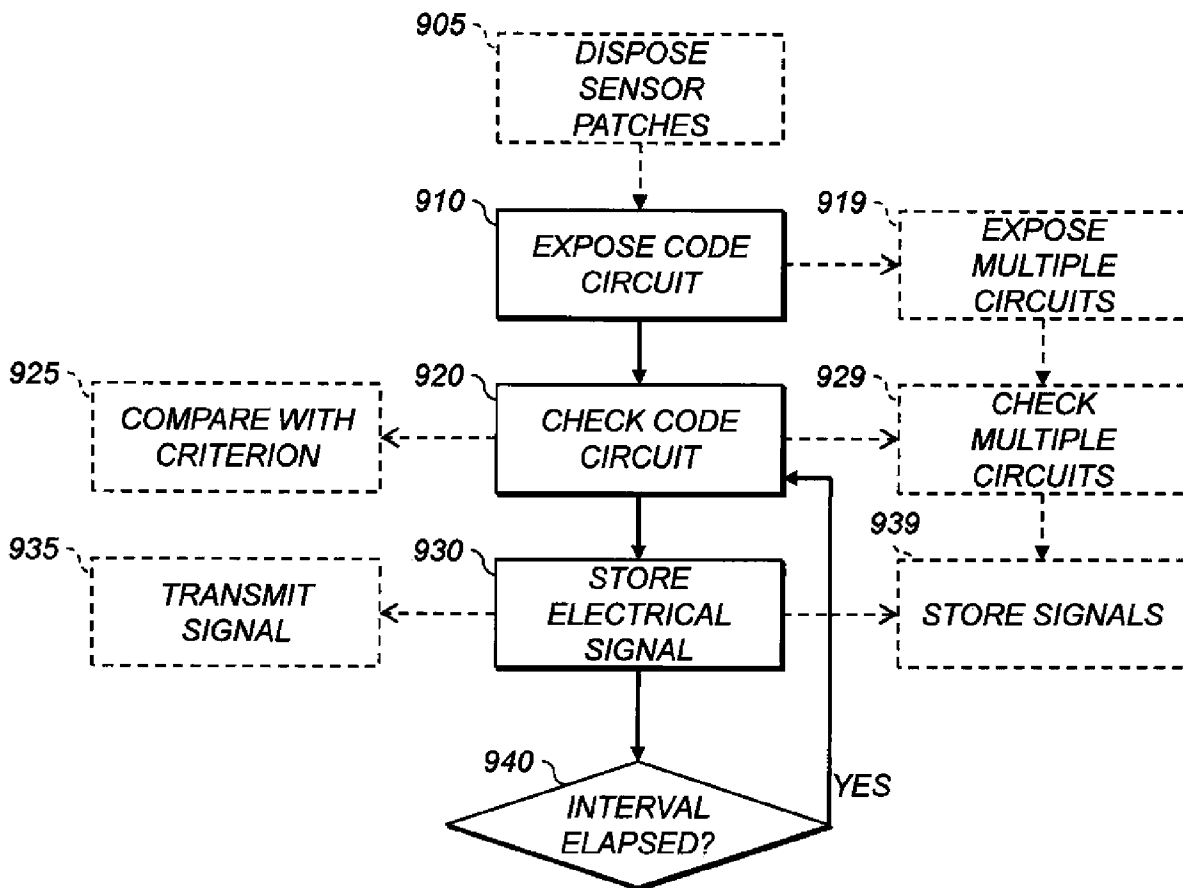 905
DISPOSE
SENSOR
PATCHES
910
EXPOSE CODE
CIRCUIT
919
EXPOSE
MULTIPLE
CIRCUITS
925
COMPARE WITH
CRITERION
920
CHECK CODE
CIRCUIT
929
CHECK
MULTIPLE
CIRCUITS
935
TRANSMIT
SIGNAL
930
STORE
ELECTRICAL
SIGNAL
939
STORE SIGNALS
940
INTERVAL
ELAPSED?
YES